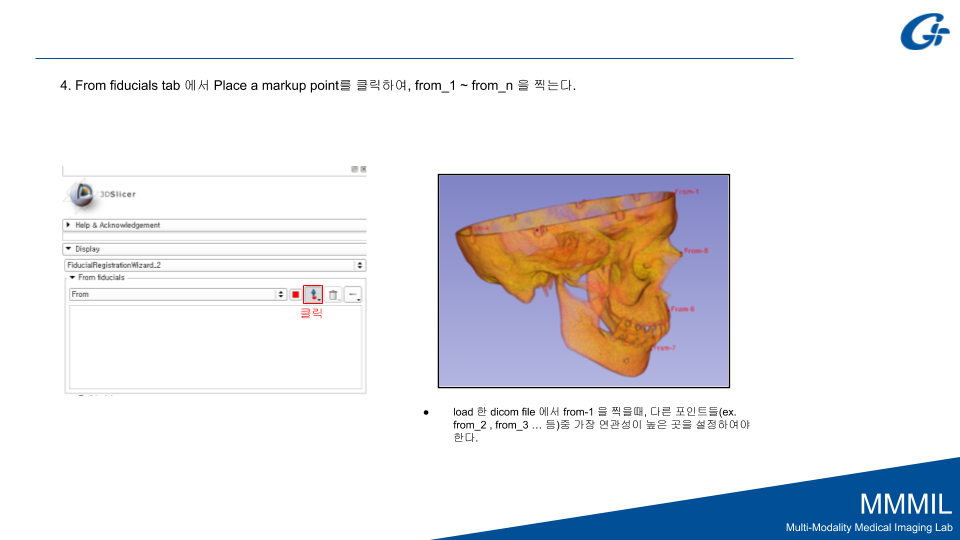 4. From fiducials tab 에서 Place a markup point를 클릭하여, from_1 ~ from_n 을 찍는다.
3DSlicer
Help & Acknowledgement
Display
FiducialRegistrationWizard_2
From fiducials
From
클릭
From-1
From-8
From-6
From-7
● load 한 dicom file 에서 from-1 을 찍을때, 다른 포인트들(ex.
from_2 , from_3 … 등)중 가장 연관성이 높은 곳을 설정하여야
한다.
MMMIL
Multi-Modality Medical Imaging Lab